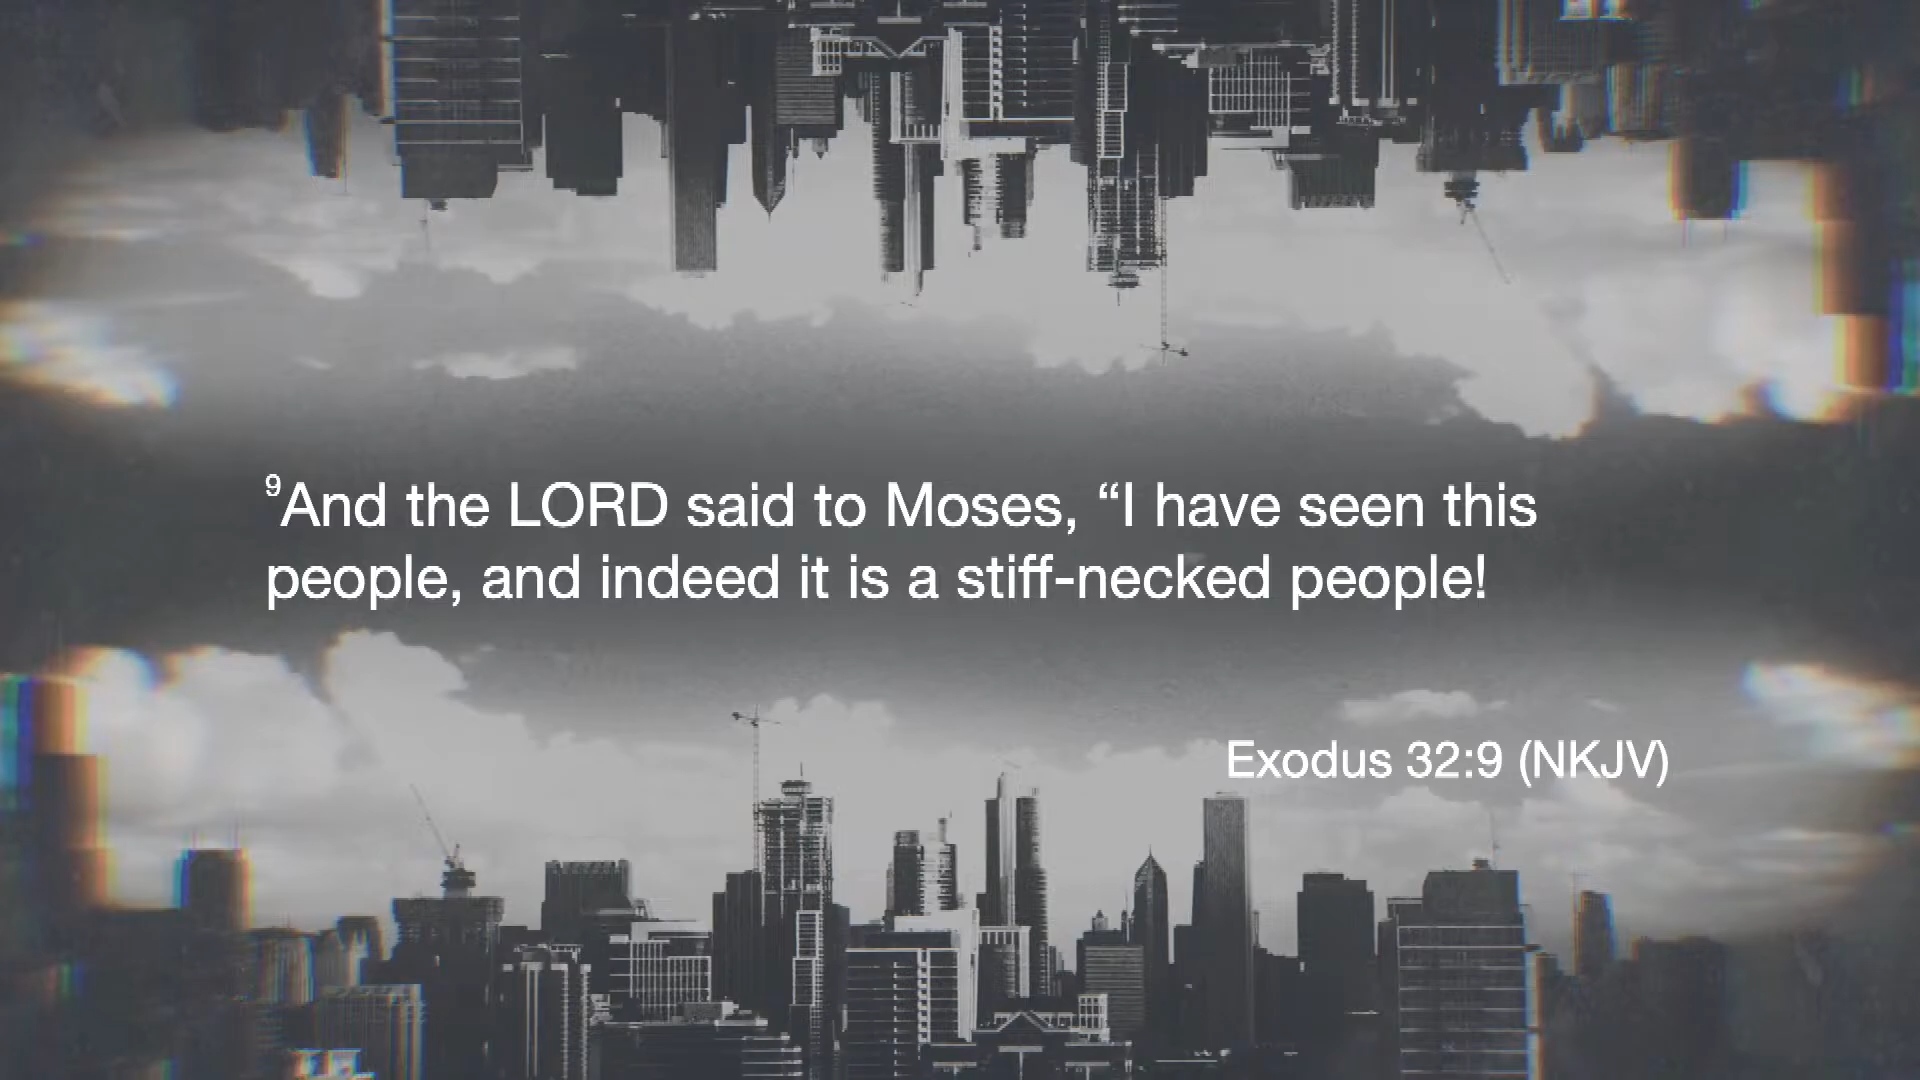 ⁹And the LORD said to Moses, “I have seen this
people, and indeed it is a stiff-necked people!
Exodus 32:9 (NKJV)